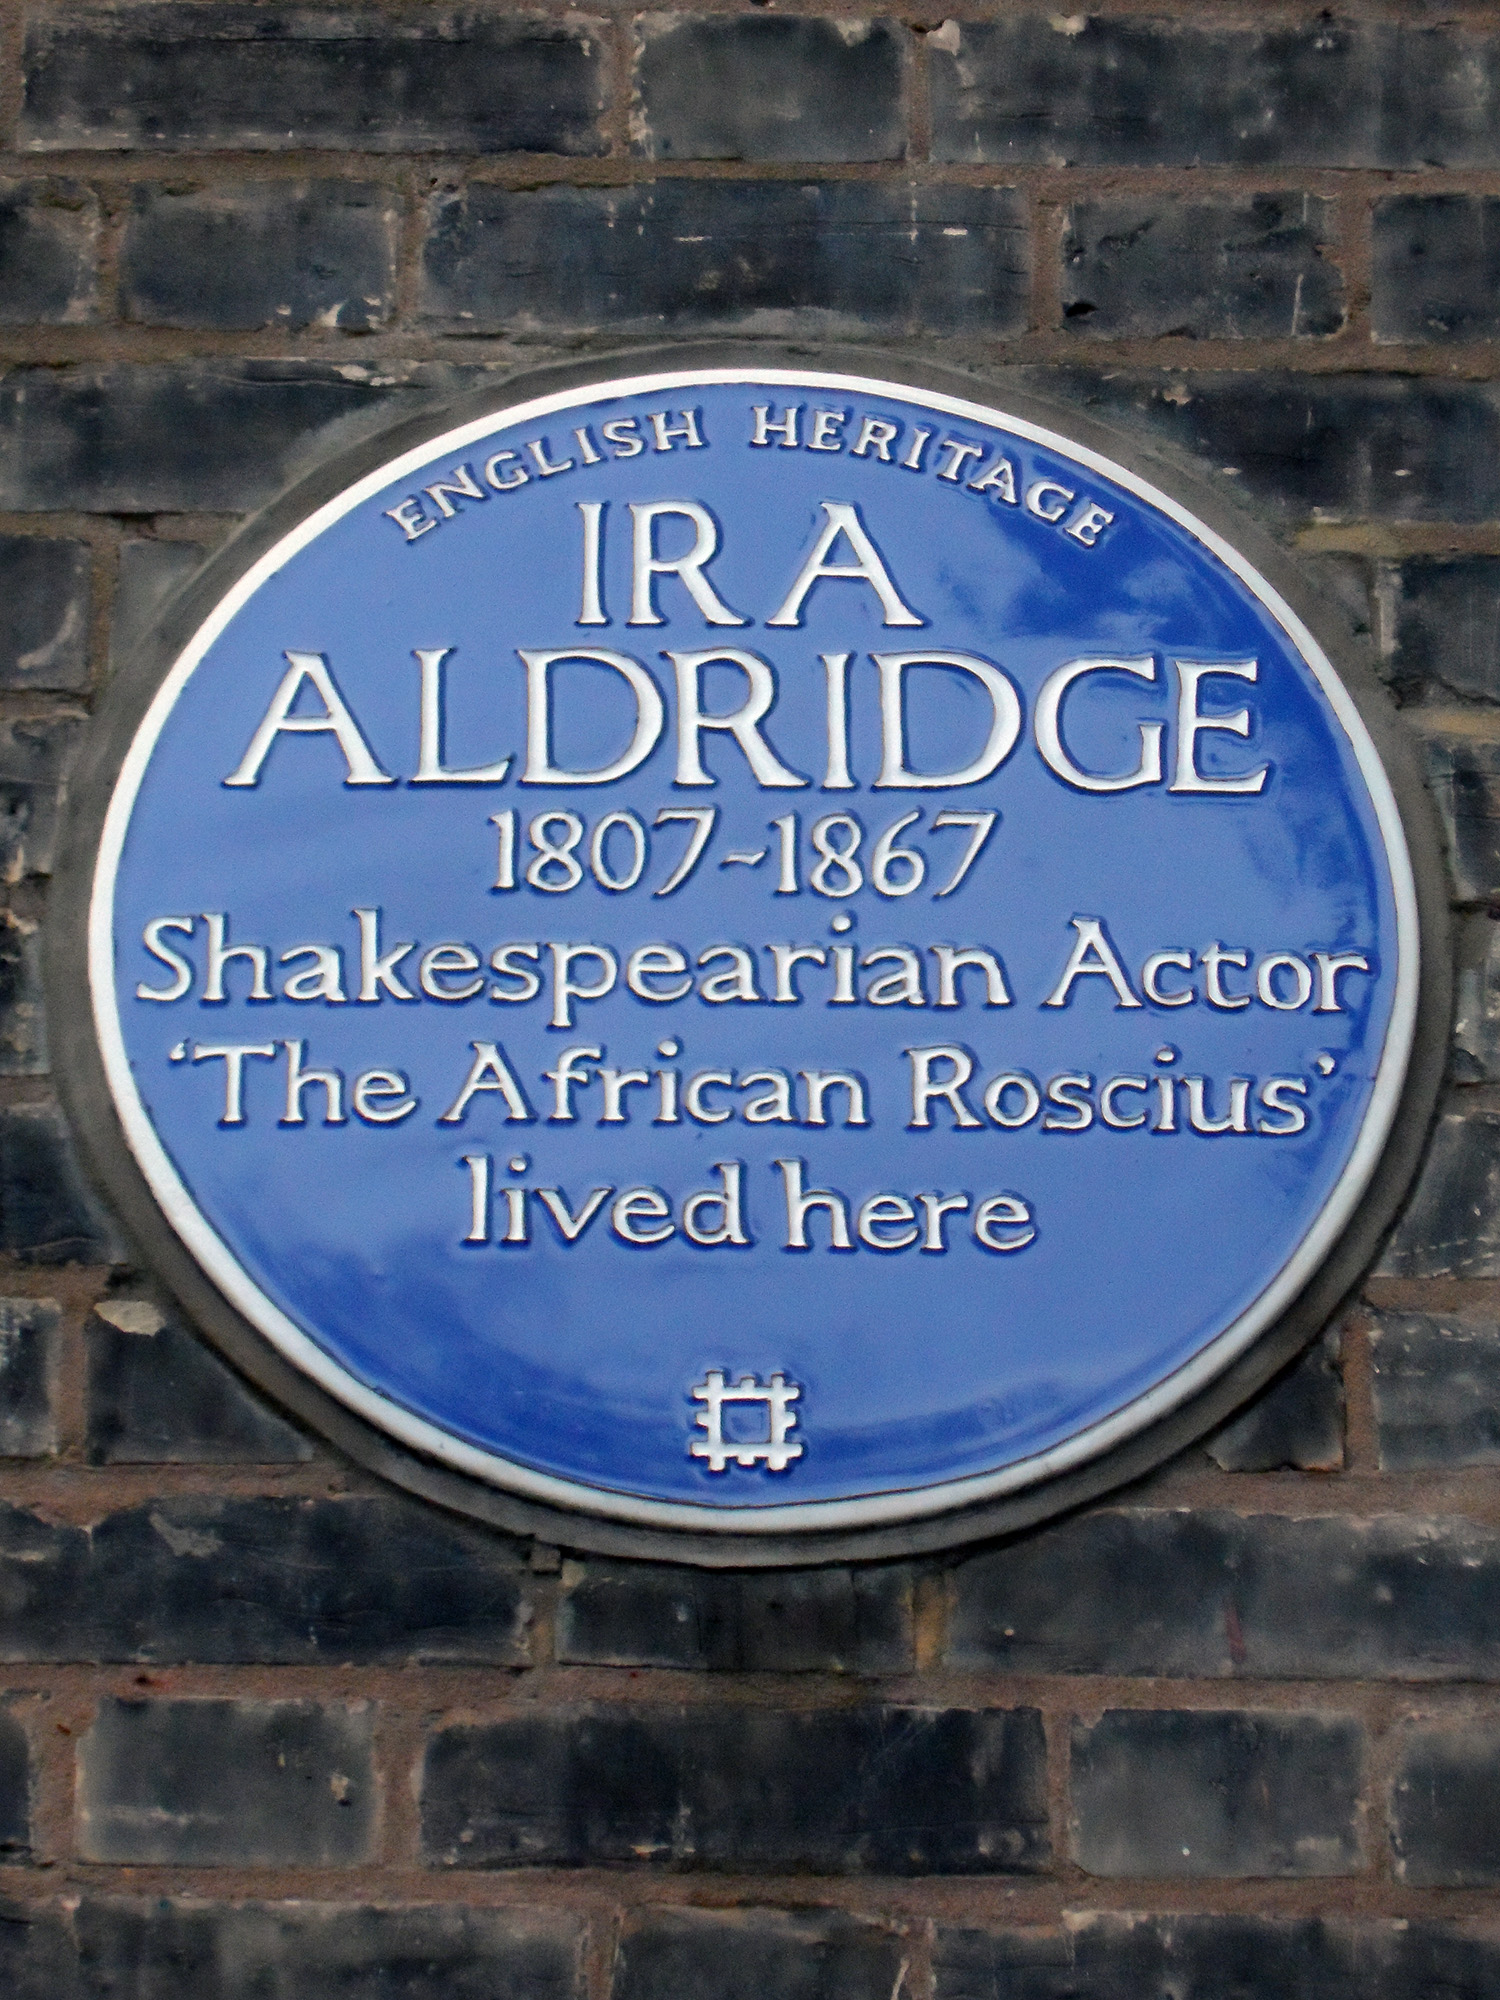 ENGLISH HERITAGE
IRA
ALDRIDGE
1807~1867
Shakespearian Actor
‘The African Roscius’
lived here